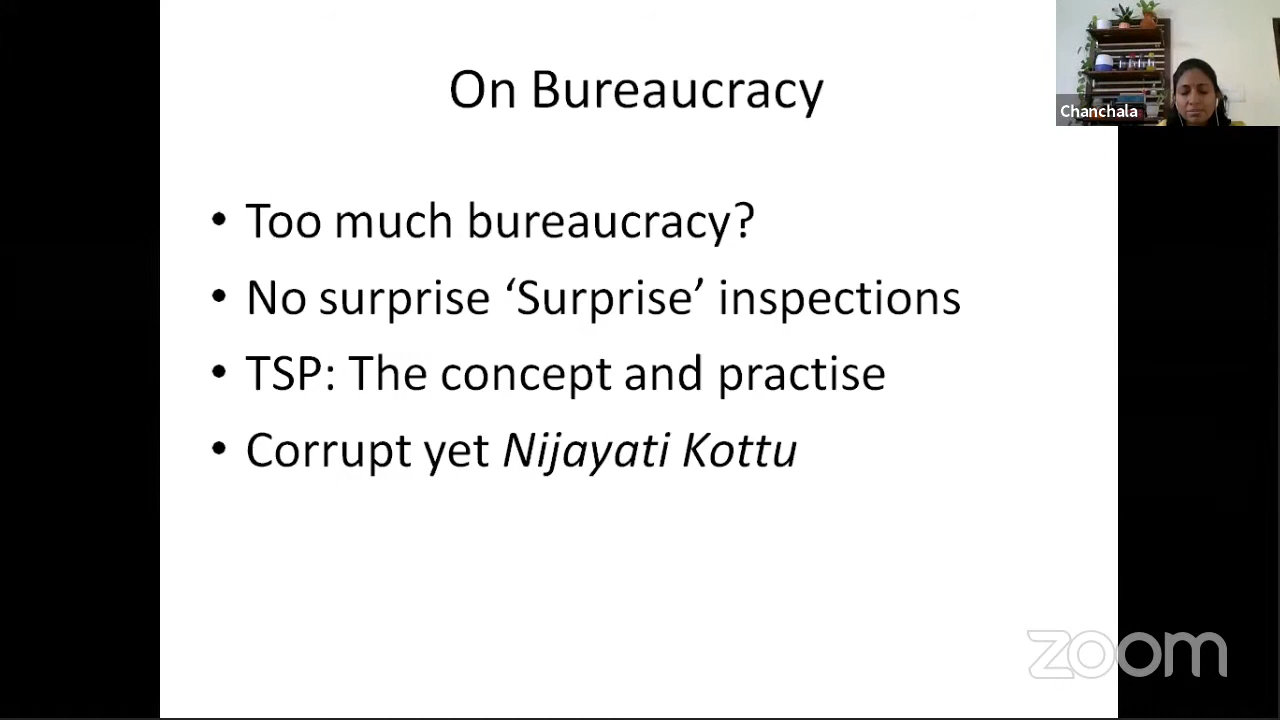 On Bureaucracy
Chanchala
• Too much bureaucracy?
• No surprise ‘Surprise’ inspections
• TSP: The concept and practise
• Corrupt yet Nijayati Kottu
zoom